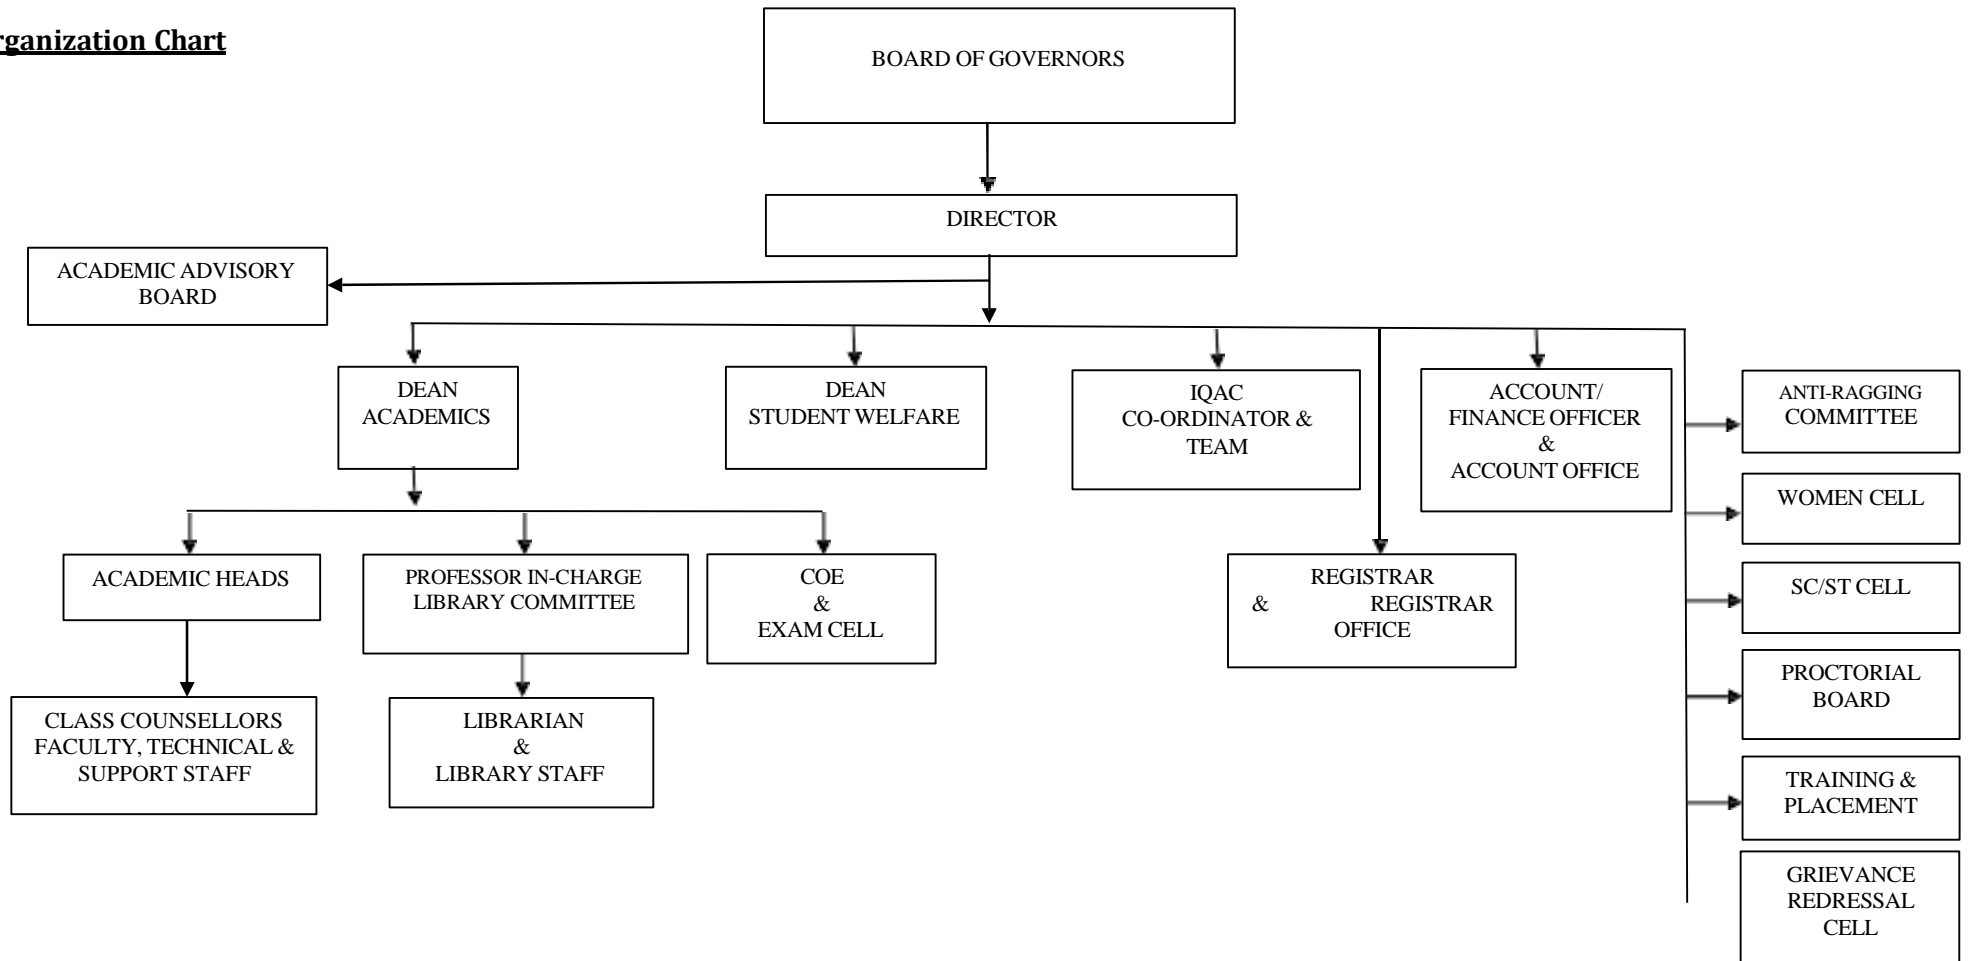 rganization Chart
BOARD OF GOVERNORS
DIRECTOR
ACADEMIC ADVISORY
BOARD
DEAN
ACADEMICS
DEAN
STUDENT WELFARE
IQAC
CO-ORDINATOR &
TEAM
ACCOUNT/
FINANCE OFFICER
&
ACCOUNT OFFICE
ANTI-RAGGING
COMMITTEE
WOMEN CELL
SC/ST CELL
PROCTORIAL
BOARD
TRAINING &
PLACEMENT
GRIEVANCE
REDRESSAL
CELL
ACADEMIC HEADS
PROFESSOR IN-CHARGE
LIBRARY COMMITTEE
COE
&
EXAM CELL
REGISTRAR
& REGISTRAR
OFFICE
CLASS COUNSELLORS
FACULTY, TECHNICAL &
SUPPORT STAFF
LIBRARIAN
&
LIBRARY STAFF